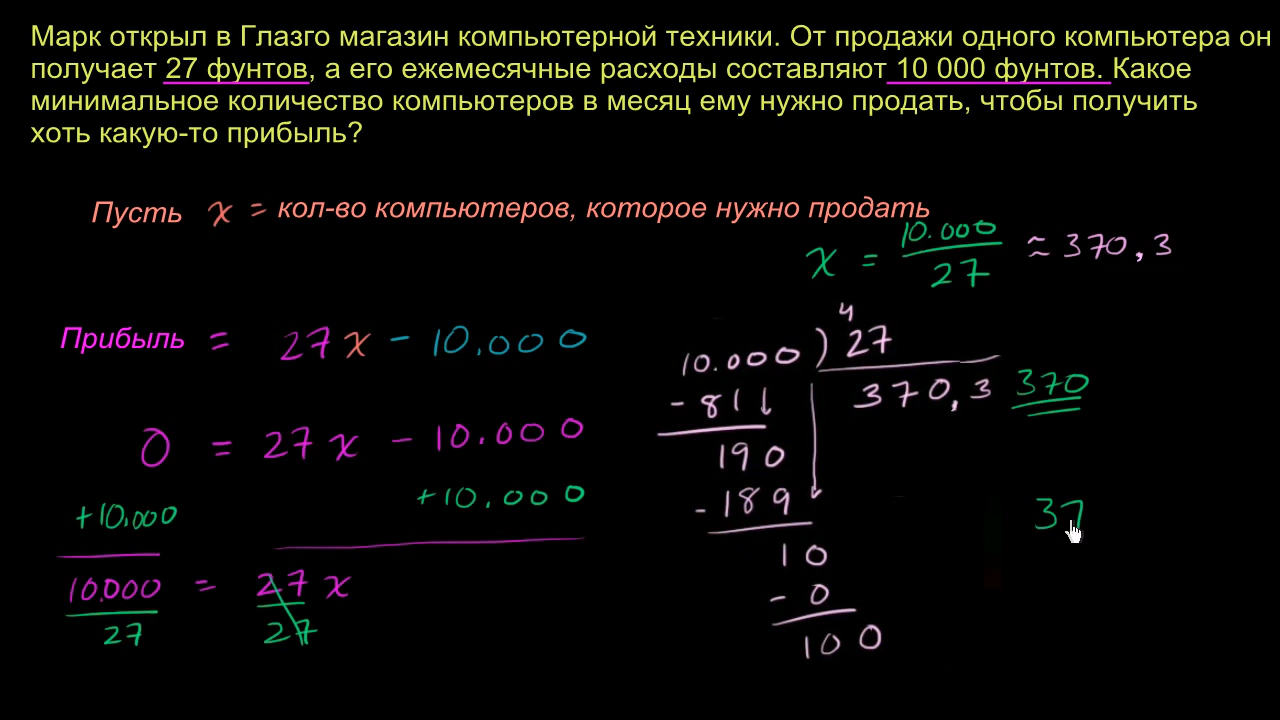 Марк открыл в Глазго магазин компьютерной техники. От продажи одного компьютера он
получает 27 фунтов, а его ежемесячные расходы составляют 10 000 фунтов. Какое
минимальное количество компьютеров в месяц ему нужно продать, чтобы получить
хоть какую-то прибыль?
Пусть x = кол-во компьютеров, которое нужно продать
x = 10.000 / 27 ≈ 370,3
Прибыль = 27x - 10.000
0 = 27x - 10.000
+10.000 +10.000
10.000 = 27x
27 27
4
10.000 ) 27
370,3 370
- 811
190
- 189
10
- 0
100
37